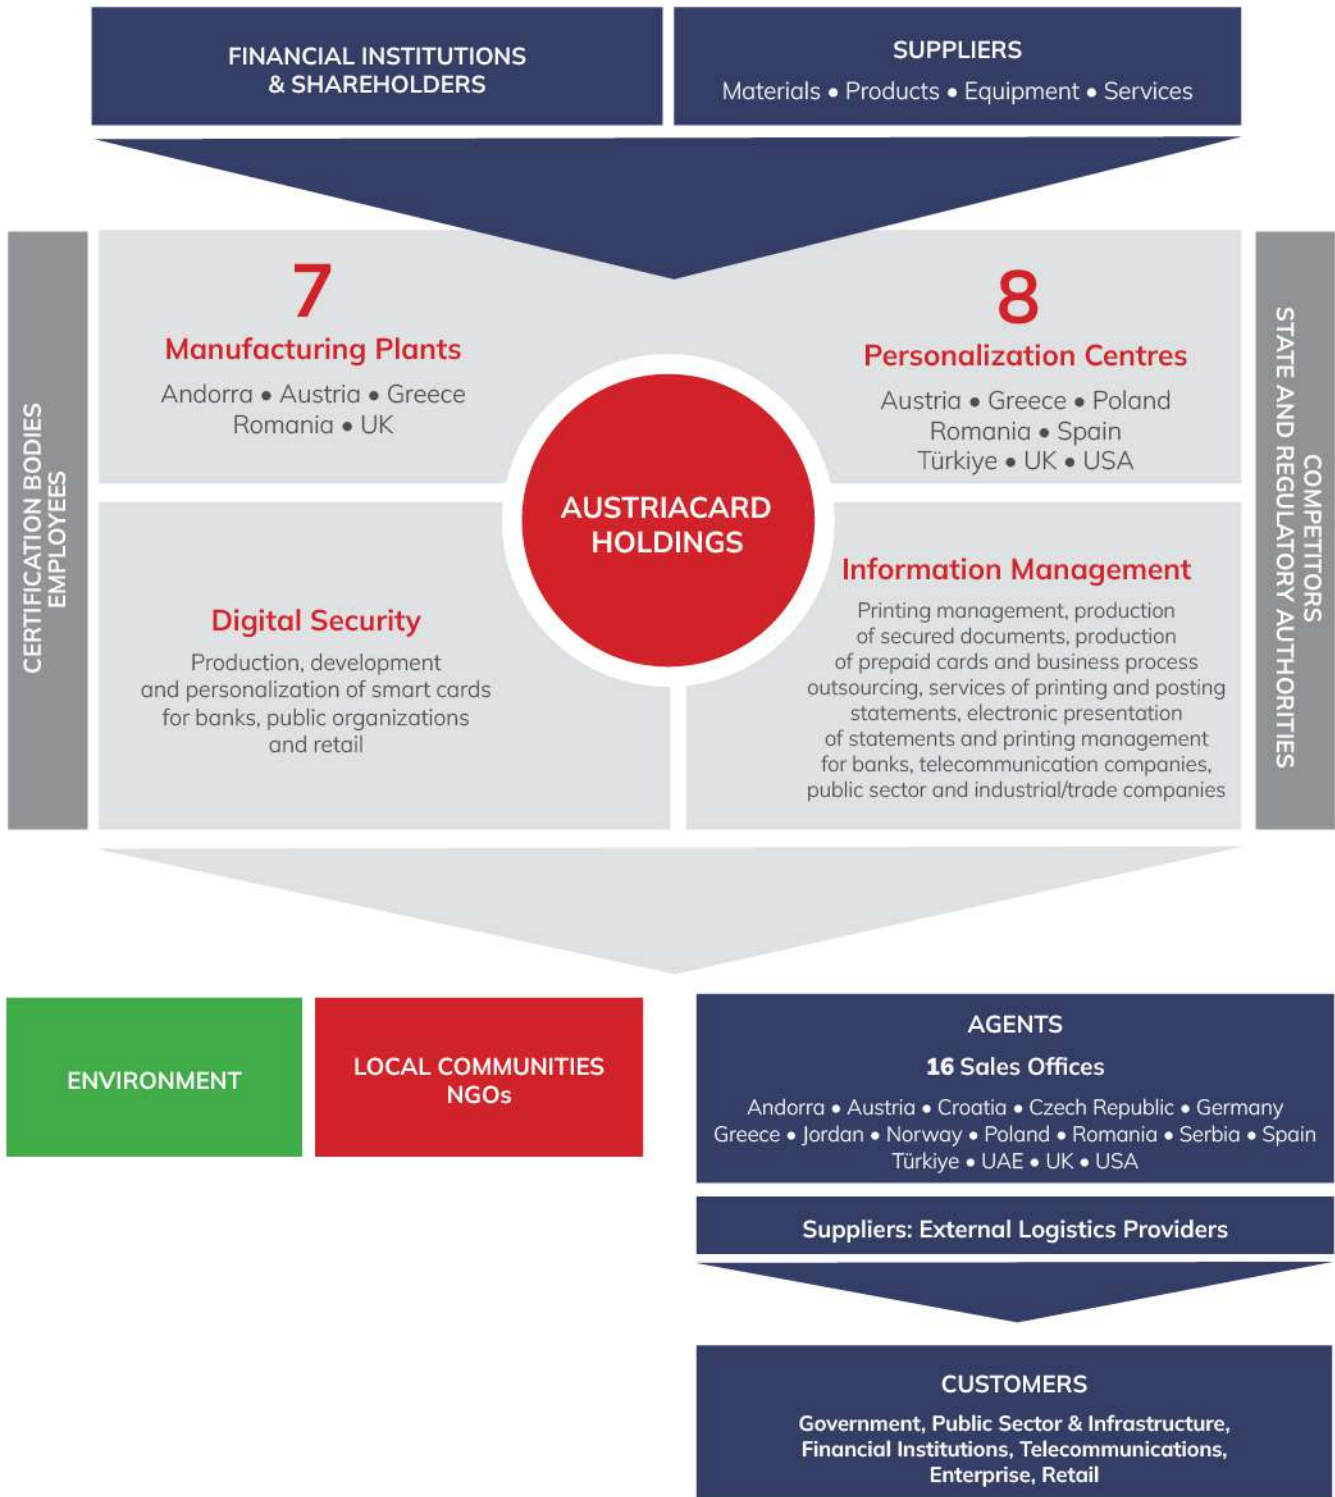 FINANCIAL INSTITUTIONS
& SHAREHOLDERS
SUPPLIERS
Materials • Products • Equipment • Services
CERTIFICATION BODIES
EMPLOYEES
7
Manufacturing Plants
Andorra • Austria • Greece
Romania • UK
8
Personalization Centres
Austria • Greece • Poland
Romania • Spain
Türkiye • UK • USA
AUSTRIACARD
HOLDINGS
Digital Security
Production, development
and personalization of smart cards
for banks, public organizations
and retail
Information Management
Printing management, production
of secured documents, production
of prepaid cards and business process
outsourcing, services of printing and posting
statements, electronic presentation
of statements and printing management
for banks, telecommunication companies,
public sector and industrial/trade companies
COMPETITORS
STATE AND REGULATORY AUTHORITIES
ENVIRONMENT
LOCAL COMMUNITIES
NGOs
AGENTS
16 Sales Offices
Andorra • Austria • Croatia • Czech Republic • Germany
Greece • Jordan • Norway • Poland • Romania • Serbia • Spain
Türkiye • UAE • UK • USA
Suppliers: External Logistics Providers
CUSTOMERS
Government, Public Sector & Infrastructure,
Financial Institutions, Telecommunications,
Enterprise, Retail